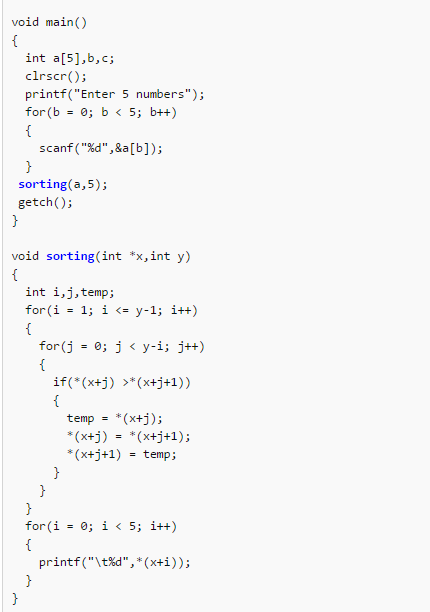 void main()
{
  int a[5],b,c;
  clrscr();
  printf("Enter 5 numbers");
  for(b = 0; b < 5; b++)
  {
    scanf("%d",&a[b]);
  }
 sorting(a,5);
 getch();
}

void sorting(int *x,int y)
{
  int i,j,temp;
  for(i = 1; i <= y-1; i++)
  {
    for(j = 0; j < y-i; j++)
    {
      if(*(x+j) >*(x+j+1))
      {
        temp = *(x+j);
        *(x+j) = *(x+j+1);
        *(x+j+1) = temp;
      }
    }
  }
  for(i = 0; i < 5; i++)
  {
    printf("\t%d",*(x+i));
  }
}